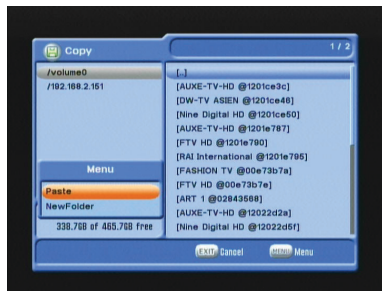 Copy
1 / 2
/volume0
/192.168.2.151
Menu
Paste
NewFolder
338.7GB of 465.7GB free
[..]
[AUXE-TV-HD @1201ce3c]
[DW-TV ASIEN @1201ce46]
[Nine Digital HD @1201ce50]
[AUXE-TV-HD @1201e787]
[FTV HD @1201e790]
[RAI International @1201e795]
[FASHION TV @00e73b7a]
[FTV HD @00e73b7e]
[ART 1 @02843568]
[AUXE-TV-HD @12022d2a]
[Nine Digital HD @12022d5f]
EXIT Cancel
MENU Menu